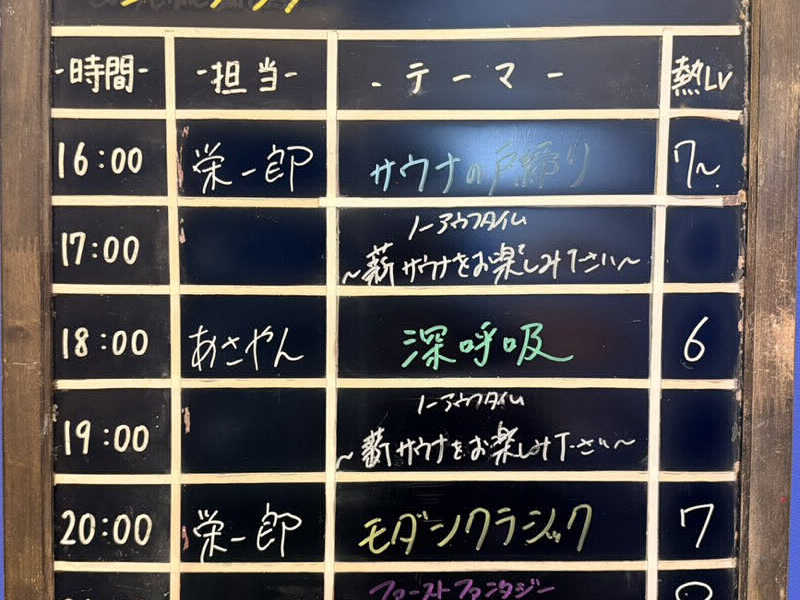 -時間- -担当- -テーマ- 熱LV
16:00 栄一郎 サウナの戸締り 7~
17:00 ノーアウフタイム
~薪サウナをお楽しみ下さい~
18:00 あさやん 深呼吸 6
19:00 ノーアウフタイム
~薪サウナをお楽しみ下さい~
20:00 栄一郎 モダンクラシック 7
ファーストファンタジー